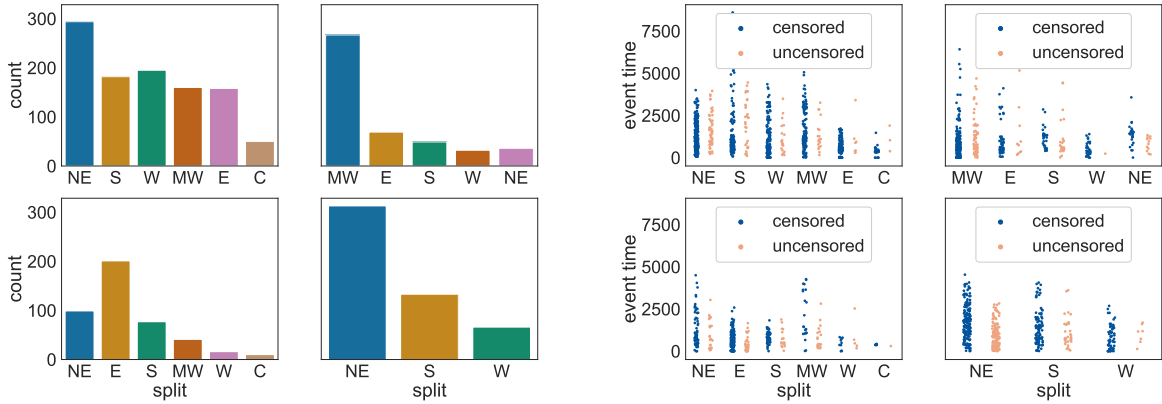 count
300
200
100
0
NE S W MW E C
MW E S W NE
count
300
200
100
0
NE E S MW W C
split
NE S W
split
event time
7500
5000
2500
0
censored
uncensored
NE S W MW E C
censored
uncensored
MW E S W NE
event time
7500
5000
2500
0
censored
uncensored
NE E S MW W C
split
censored
uncensored
NE S W
split